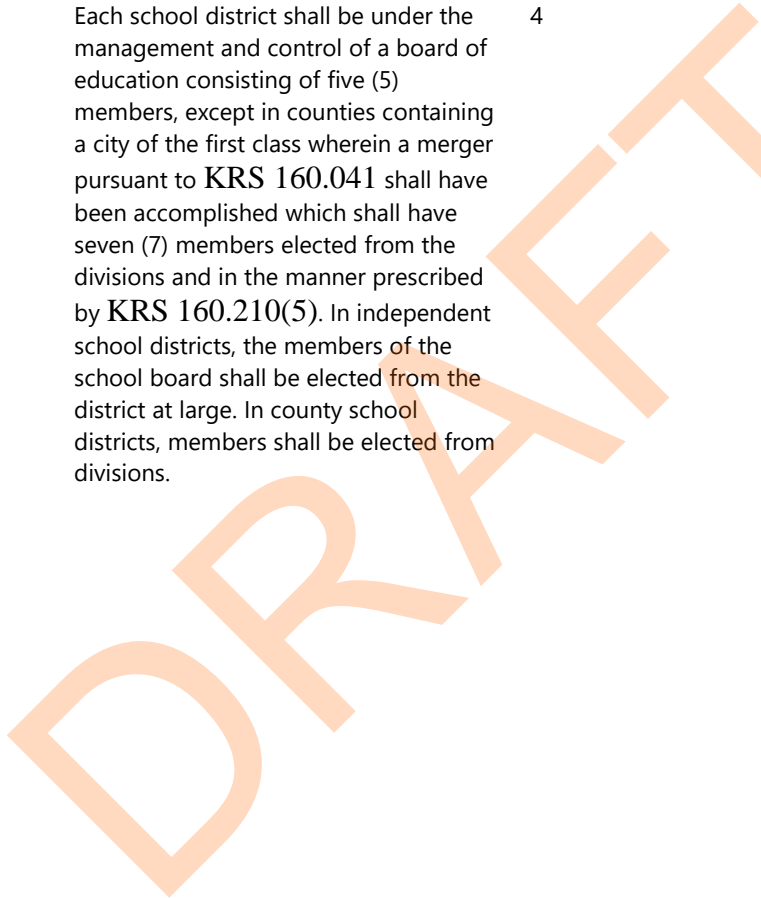 Each school district shall be under the 4
management and control of a board of
education consisting of five (5)
members, except in counties containing
a city of the first class wherein a merger
pursuant to KRS 160.041 shall have
been accomplished which shall have
seven (7) members elected from the
divisions and in the manner prescribed
by KRS 160.210(5). In independent
school districts, the members of the
school board shall be elected from the
district at large. In county school
districts, members shall be elected from
divisions.
DRAFT